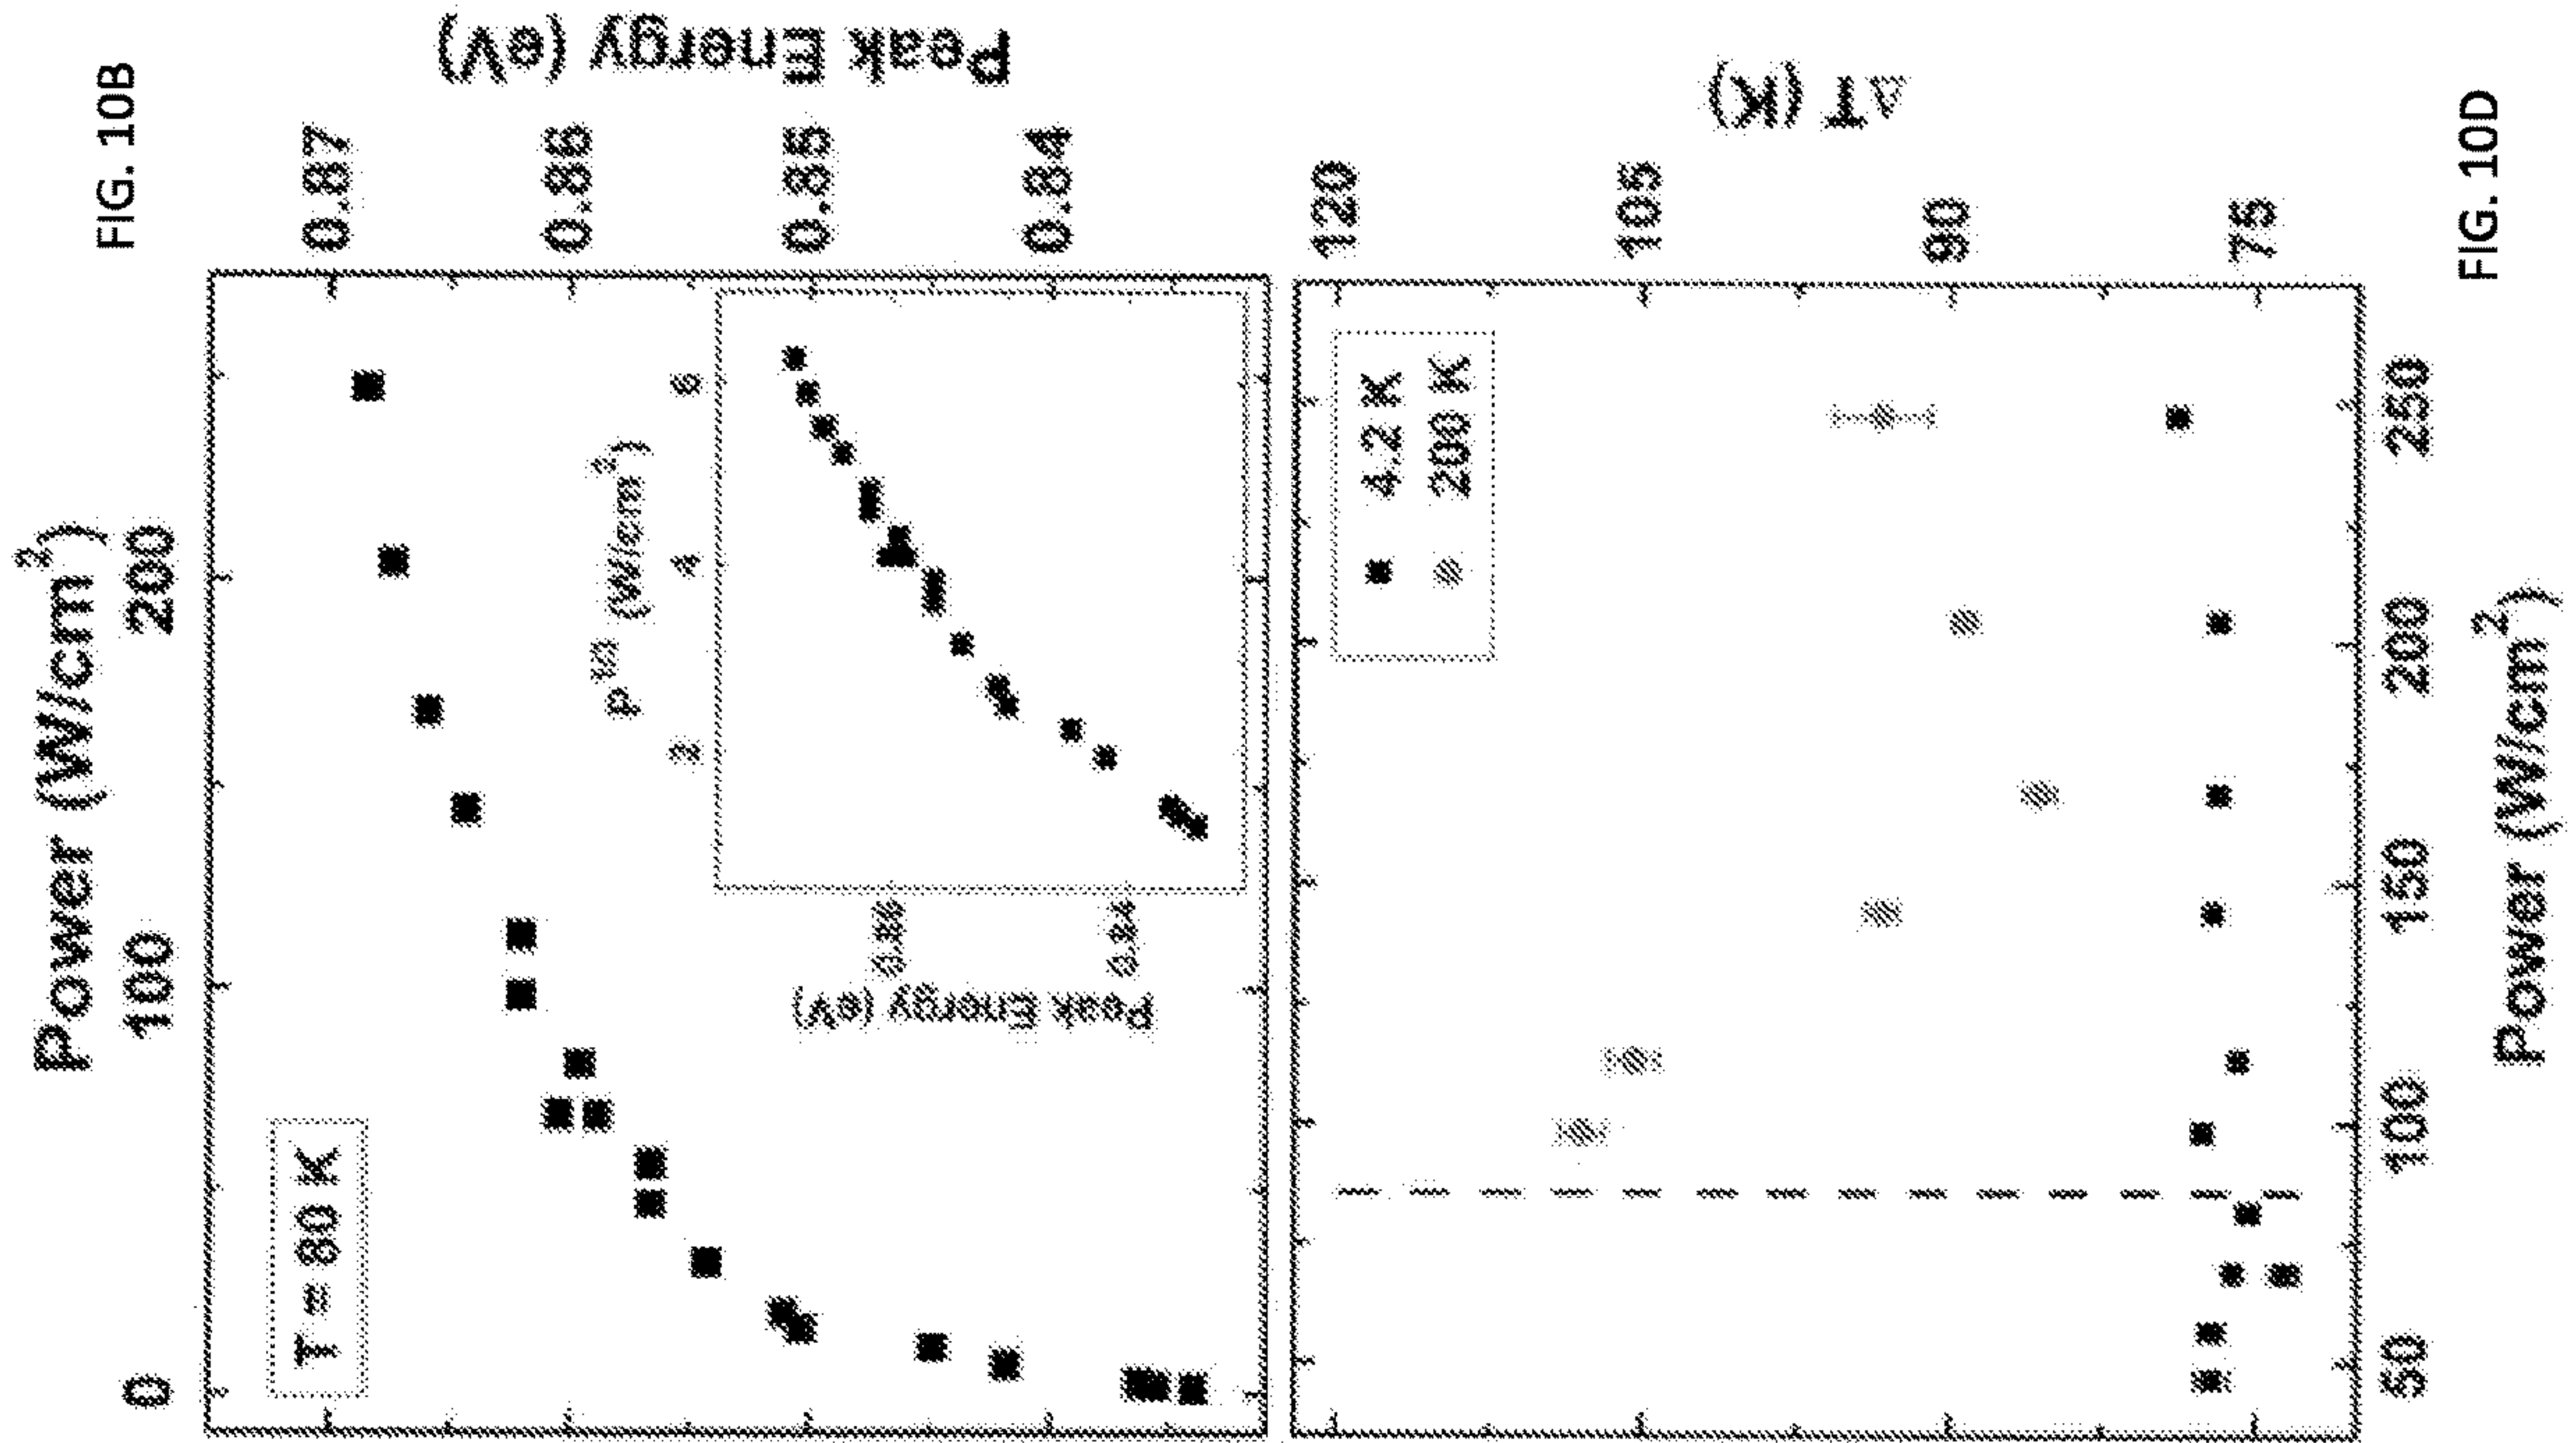 FIG. 10B
Power (W/cm²)
0 100 200
T = 80 K
0.87
0.86
0.85
0.84
Peak Energy (eV)
P¹ᐟ³ (W/cm²)
2 4 6
0.86
0.84
Peak Energy (eV)
4.2 K
200 K
120
105
90
75
ΔT (K)
50 100 150 200 250
Power (W/cm²)
FIG. 10D